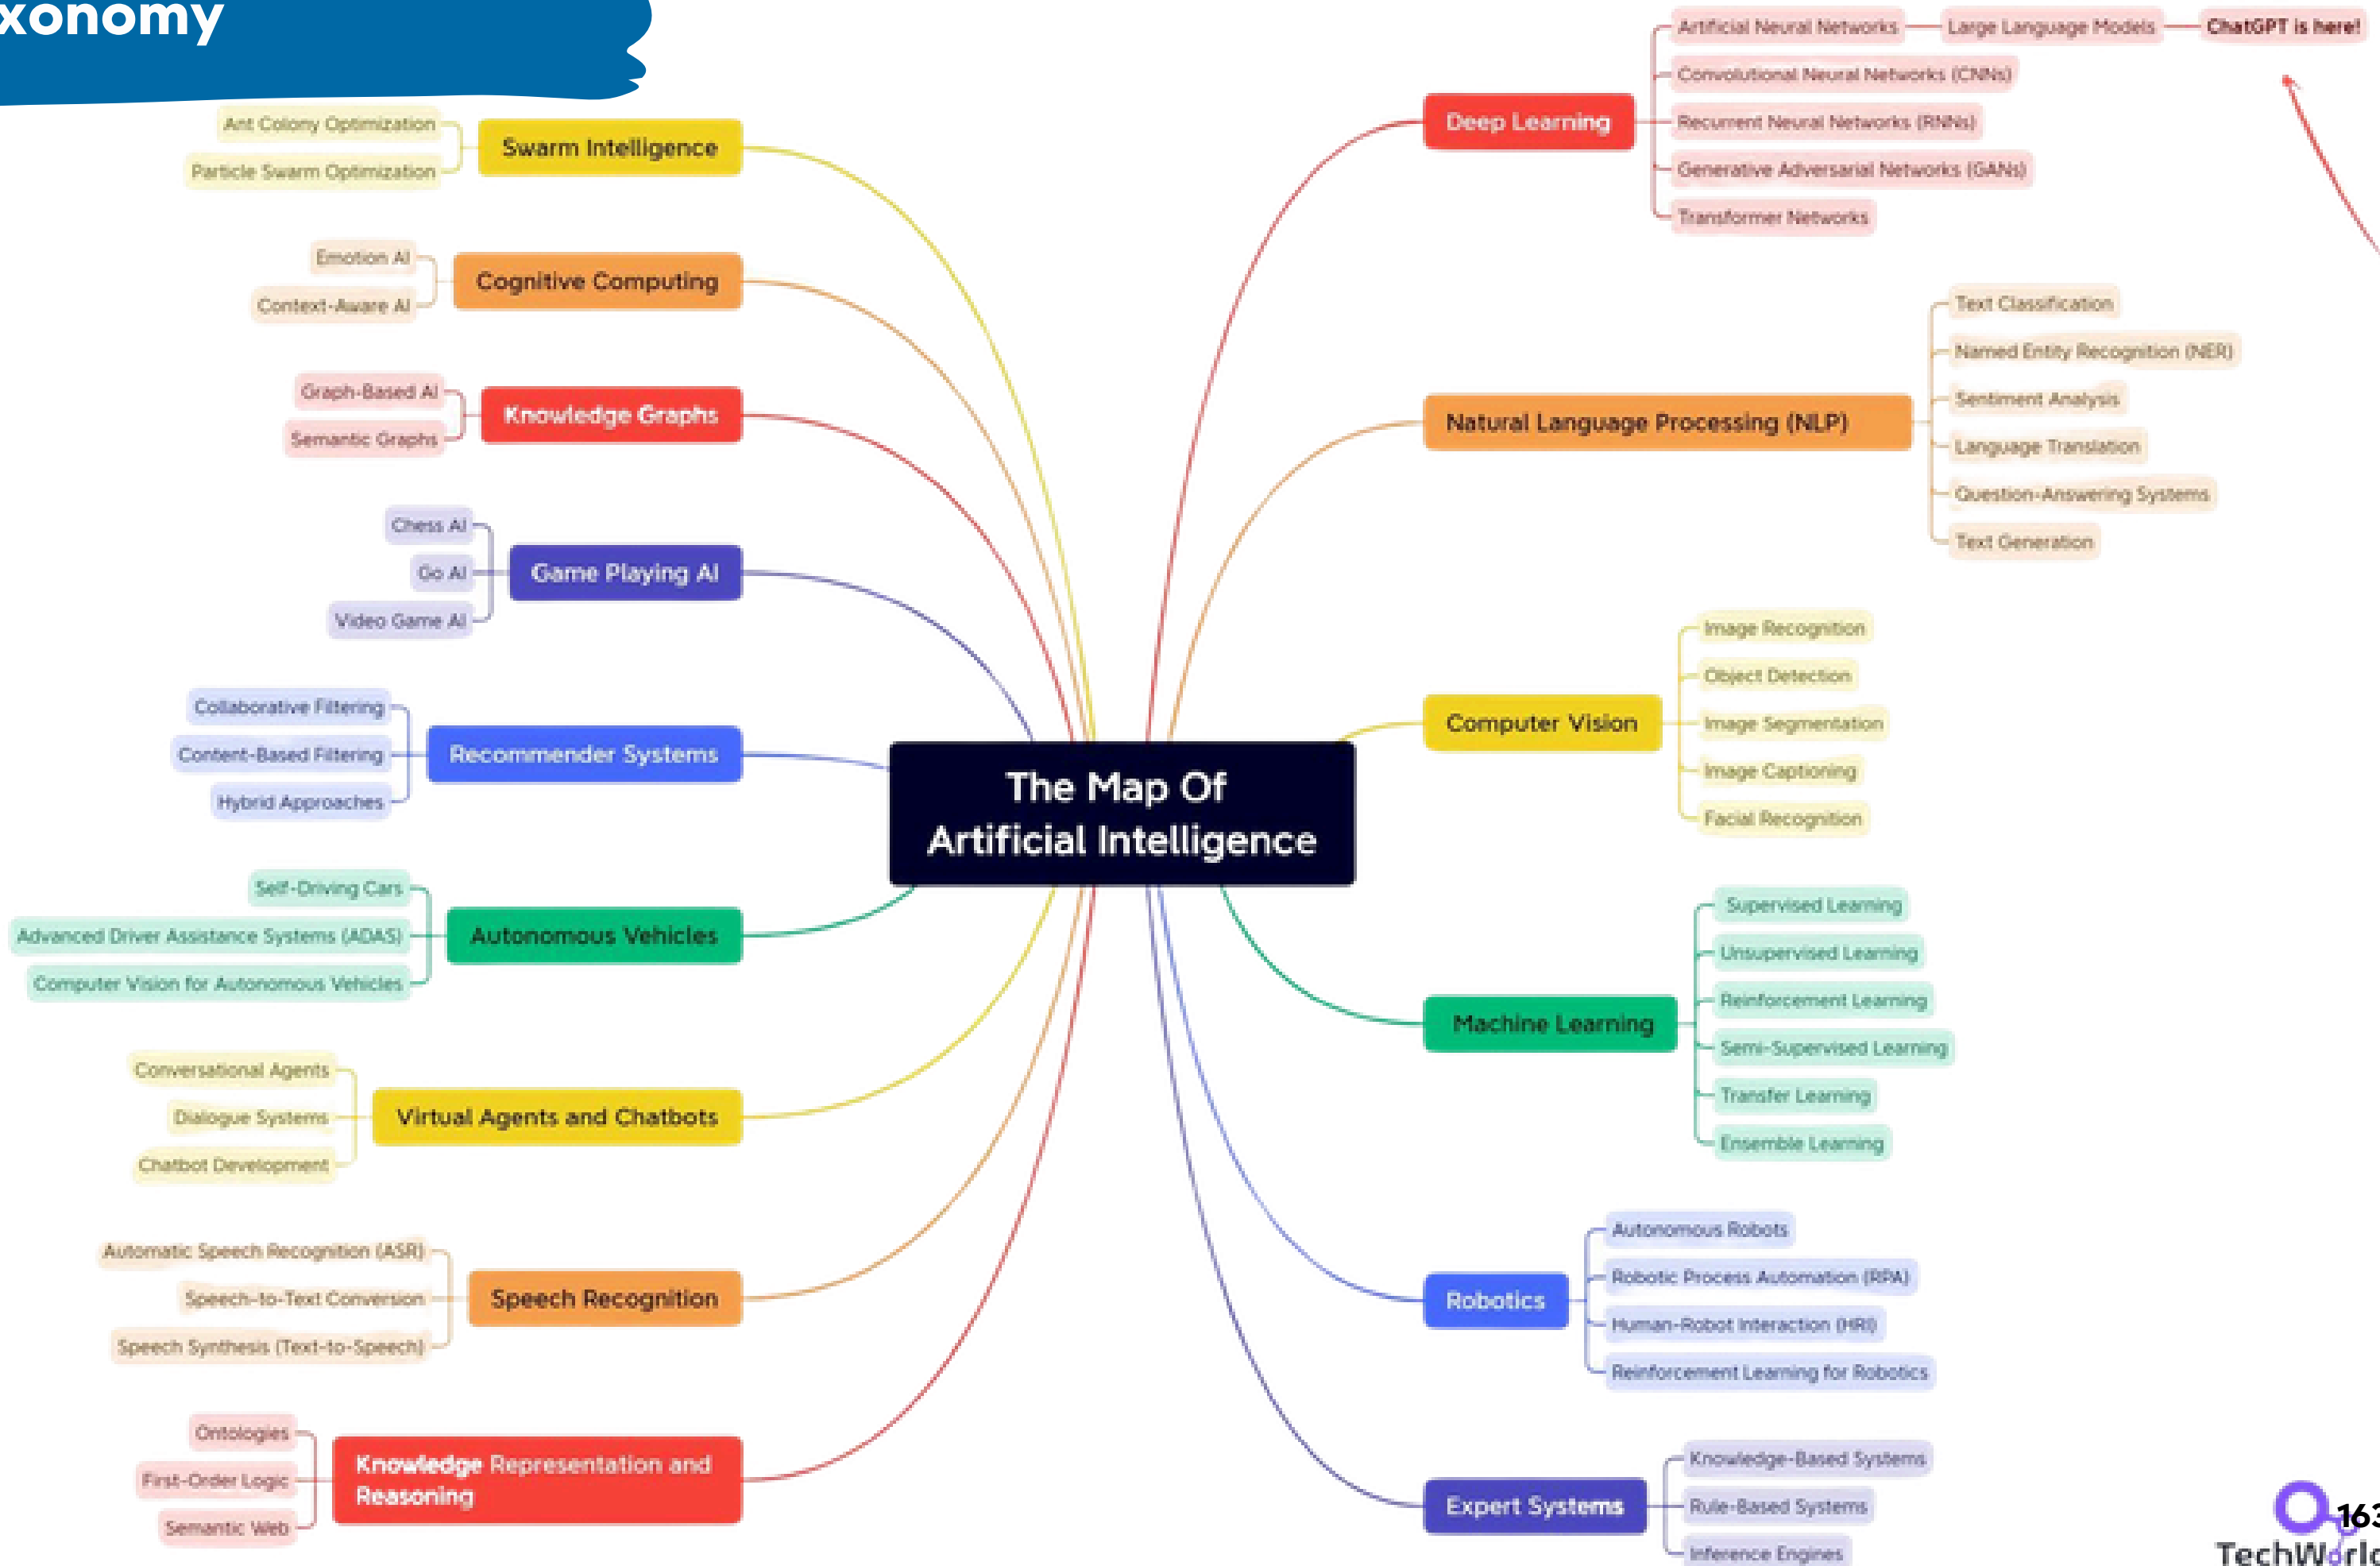 xonomy
The Map Of
Artificial Intelligence
Swarm Intelligence
Ant Colony Optimization
Particle Swarm Optimization
Cognitive Computing
Emotion AI
Context-Aware AI
Knowledge Graphs
Graph-Based AI
Semantic Graphs
Game Playing AI
Chess AI
Go AI
Video Game AI
Recommender Systems
Collaborative Filtering
Content-Based Filtering
Hybrid Approaches
Autonomous Vehicles
Self-Driving Cars
Advanced Driver Assistance Systems (ADAS)
Computer Vision for Autonomous Vehicles
Virtual Agents and Chatbots
Conversational Agents
Dialogue Systems
Chatbot Development
Speech Recognition
Automatic Speech Recognition (ASR)
Speech-to-Text Conversion
Speech Synthesis (Text-to-Speech)
Knowledge Representation and
Reasoning
Ontologies
First-Order Logic
Semantic Web
Deep Learning
Artificial Neural Networks
Large Language Models
ChatGPT is here!
Convolutional Neural Networks (CNNs)
Recurrent Neural Networks (RNNs)
Generative Adversarial Networks (GANs)
Transformer Networks
Natural Language Processing (NLP)
Text Classification
Named Entity Recognition (NER)
Sentiment Analysis
Language Translation
Question-Answering Systems
Text Generation
Computer Vision
Image Recognition
Object Detection
Image Segmentation
Image Captioning
Facial Recognition
Machine Learning
Supervised Learning
Unsupervised Learning
Reinforcement Learning
Semi-Supervised Learning
Transfer Learning
Ensemble Learning
Robotics
Autonomous Robots
Robotic Process Automation (RPA)
Human-Robot Interaction (HRI)
Reinforcement Learning for Robotics
Expert Systems
Knowledge-Based Systems
Rule-Based Systems
Inference Engines
163
TechWorl